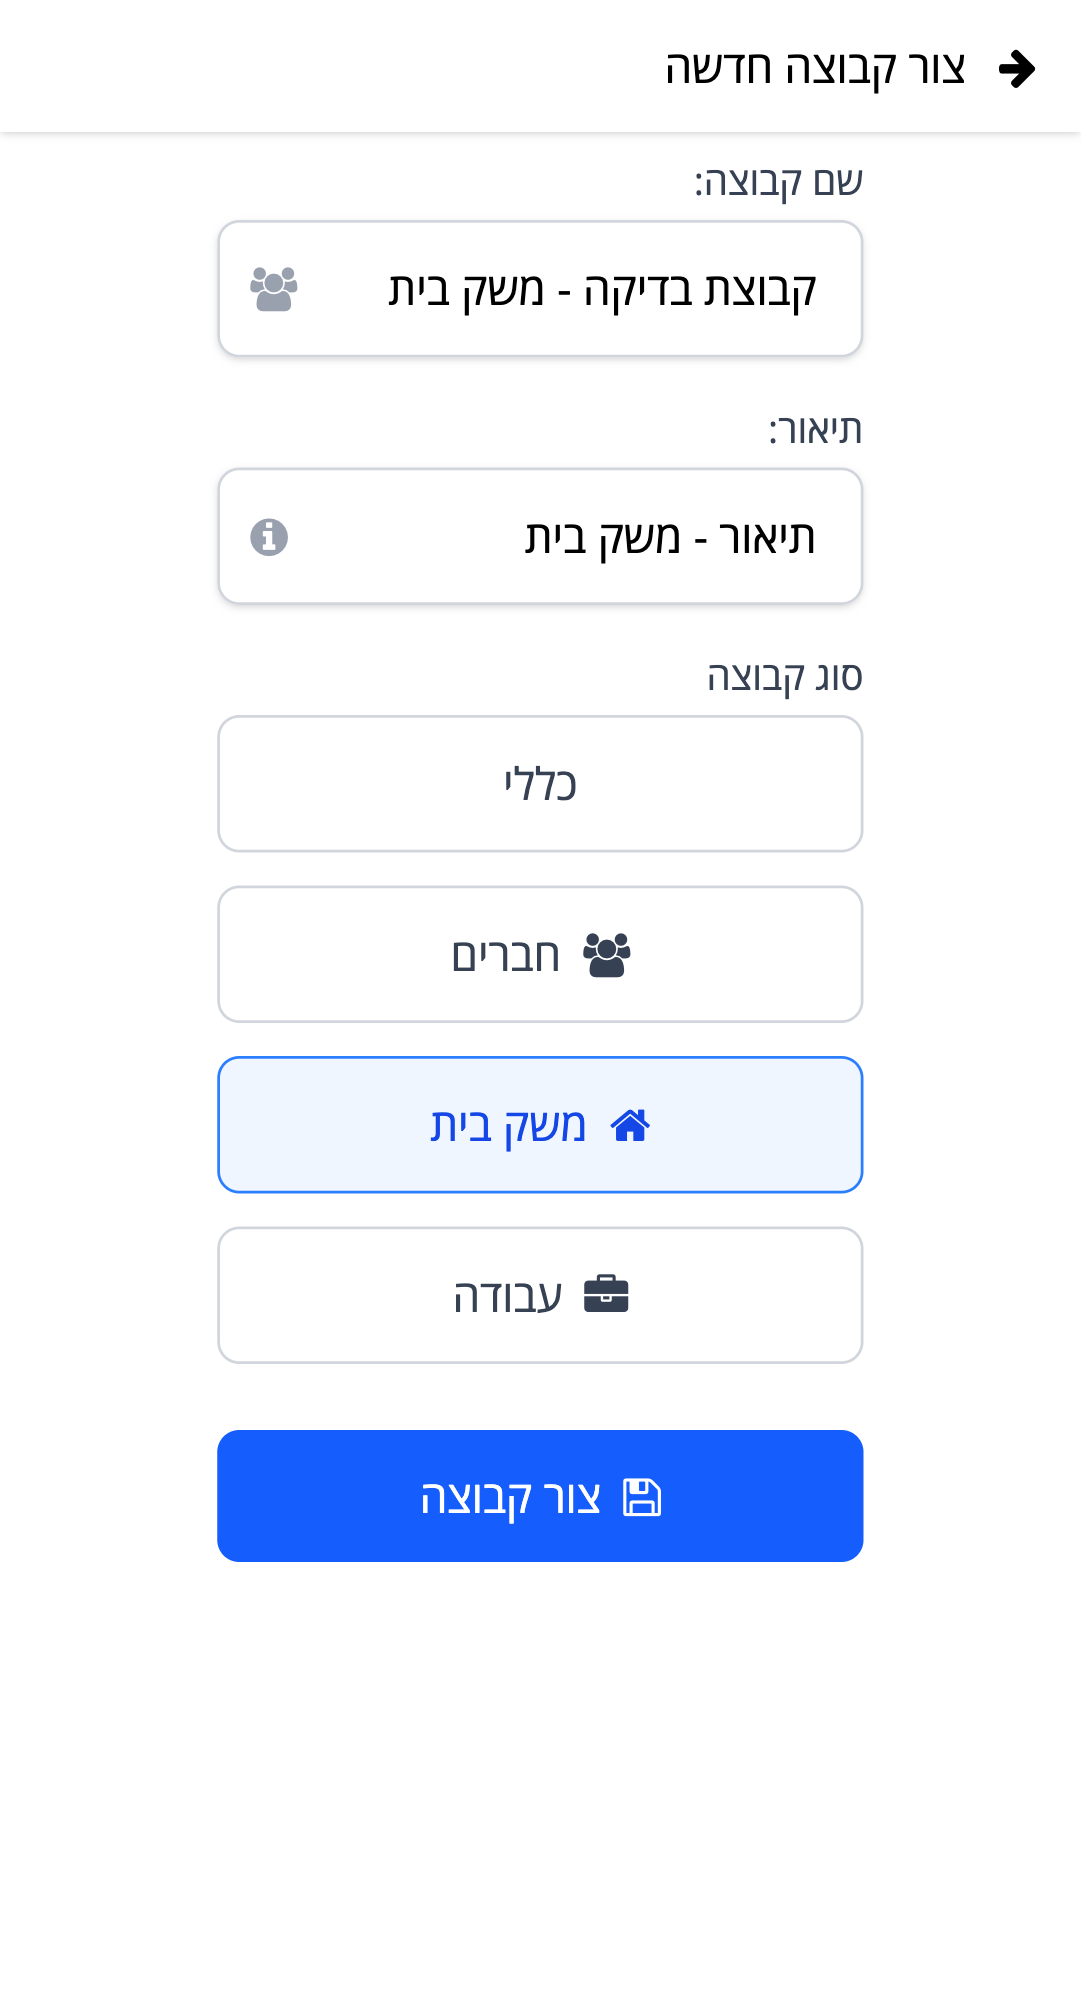 צור קבוצה חדשה
שם קבוצה:
קבוצת בדיקה - משק בית
תיאור:
תיאור - משק בית
סוג קבוצה
כללי
חברים
משק בית
עבודה
צור קבוצה